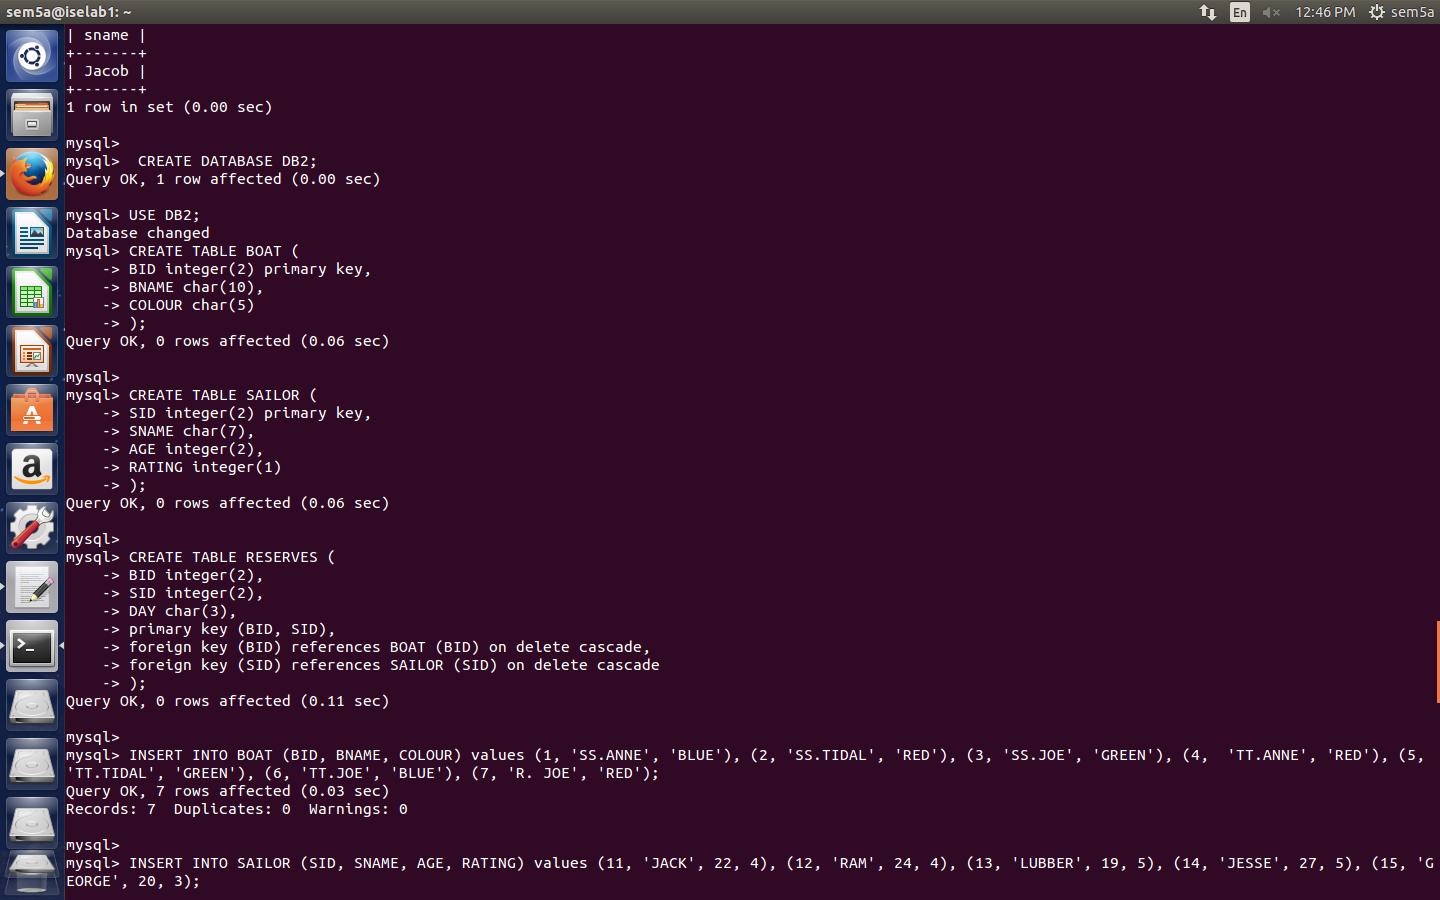 sem5a@iselab1: ~
En
12:46 PM
sem5a
| sname |
+-------+
| Jacob |
+-------+
1 row in set (0.00 sec)
mysql>
mysql>  CREATE DATABASE DB2;
Query OK, 1 row affected (0.00 sec)
mysql> USE DB2;
Database changed
mysql> CREATE TABLE BOAT (
    -> BID integer(2) primary key,
    -> BNAME char(10),
    -> COLOUR char(5)
    -> );
Query OK, 0 rows affected (0.06 sec)
mysql>
mysql> CREATE TABLE SAILOR (
    -> SID integer(2) primary key,
    -> SNAME char(7),
    -> AGE integer(2),
    -> RATING integer(1)
    -> );
Query OK, 0 rows affected (0.06 sec)
mysql>
mysql> CREATE TABLE RESERVES (
    -> BID integer(2),
    -> SID integer(2),
    -> DAY char(3),
    -> primary key (BID, SID),
    -> foreign key (BID) references BOAT (BID) on delete cascade,
    -> foreign key (SID) references SAILOR (SID) on delete cascade
    -> );
Query OK, 0 rows affected (0.11 sec)
mysql>
mysql> INSERT INTO BOAT (BID, BNAME, COLOUR) values (1, 'SS.ANNE', 'BLUE'), (2, 'SS.TIDAL', 'RED'), (3, 'SS.JOE', 'GREEN'), (4,  'TT.ANNE', 'RED'), (5,
'TT.TIDAL', 'GREEN'), (6, 'TT.JOE', 'BLUE'), (7, 'R. JOE', 'RED');
Query OK, 7 rows affected (0.03 sec)
Records: 7  Duplicates: 0  Warnings: 0
mysql>
mysql> INSERT INTO SAILOR (SID, SNAME, AGE, RATING) values (11, 'JACK', 22, 4), (12, 'RAM', 24, 4), (13, 'LUBBER', 19, 5), (14, 'JESSE', 27, 5), (15, 'G
EORGE', 20, 3);